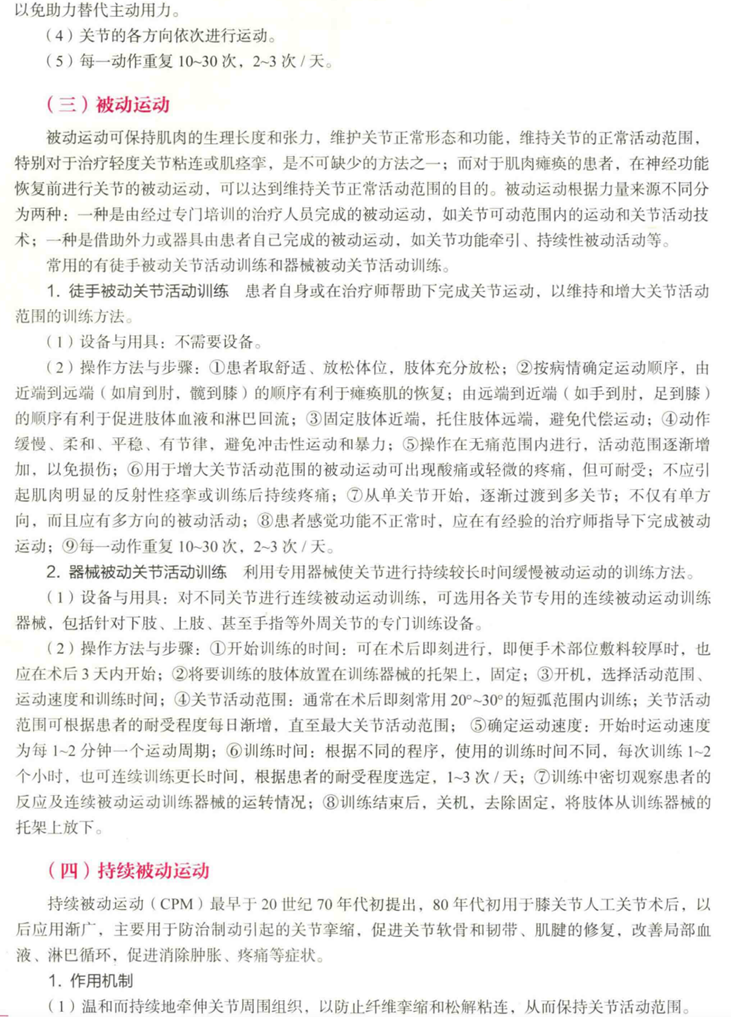 以免助力替代主动用力。
（4）关节的各方向依次进行运动。
（5）每一动作重复 10~30 次，2~3 次 / 天。
（三）被动运动
被动运动可保持肌肉的生理长度和张力，维护关节正常形态和功能，维持关节的正常活动范围，
特别对于治疗轻度关节粘连或肌痉挛，是不可缺少的方法之一；而对于肌肉瘫痪的患者，在神经功能
恢复前进行关节的被动运动，可以达到维持关节正常活动范围的目的。被动运动根据力量来源不同分
为两种：一种是由经过专门培训的治疗人员完成的被动运动，如关节可动范围内的运动和关节活动技
术；一种是借助外力或器具由患者自己完成的被动运动，如关节功能牵引、持续性被动活动等。
常用的有徒手被动关节活动训练和器械被动关节活动训练。
1. 徒手被动关节活动训练　患者自身或在治疗师帮助下完成关节运动，以维持和增大关节活动
范围的训练方法。
（1）设备与用具：不需要设备。
（2）操作方法与步骤：①患者取舒适、放松体位，肢体充分放松；②按病情确定运动顺序，由
近端到远端（如肩到肘，髋到膝）的顺序有利于瘫痪肌的恢复；由远端到近端（如手到肘，足到膝）
的顺序有利于促进肢体血液和淋巴回流；③固定肢体近端，托住肢体远端，避免代偿运动；④动作
缓慢、柔和、平稳、有节律，避免冲击性运动和暴力；⑤操作在无痛范围内进行，活动范围逐渐增
加，以免损伤；⑥用于增大关节活动范围的被动运动可出现酸痛或轻微的疼痛，但可耐受；不应引
起肌肉明显的反射性痉挛或训练后持续疼痛；⑦从单关节开始，逐渐过渡到多关节；不仅有单方
向，而且应有多方向的被动活动；⑧患者感觉功能不正常时，应在有经验的治疗师指导下完成被动
运动；⑨每一动作重复 10~30 次，2~3 次 / 天。
2. 器械被动关节活动训练　利用专用器械使关节进行持续较长时间缓慢被动运动的训练方法。
（1）设备与用具：对不同关节进行连续被动运动训练，可选用各关节专用的连续被动运动训练
器械，包括针对下肢、上肢、甚至手指等外周关节的专门训练设备。
（2）操作方法与步骤：①开始训练的时间：可在术后即刻进行，即便手术部位敷料较厚时，也
应在术后 3 天内开始；②将要训练的肢体放置在训练器械的托架上，固定；③开机，选择活动范围、
运动速度和训练时间；④关节活动范围：通常在术后即刻常用 20°~30°的短弧范围内训练；关节活动
范围可根据患者的耐受程度每日渐增，直至最大关节活动范围；⑤确定运动速度：开始时运动速度
为每 1~2 分钟一个运动周期；⑥训练时间：根据不同的程序，使用的训练时间不同，每次训练 1~2
个小时，也可连续训练更长时间，根据患者的耐受程度选定，1~3 次 / 天；⑦训练中密切观察患者的
反应及连续被动运动训练器械的运转情况；⑧训练结束后，关机，去除固定，将肢体从训练器械的
托架上放下。
（四）持续被动运动
持续被动运动（CPM）最早于 20 世纪 70 年代初提出，80 年代初用于膝关节人工关节术后，以
后应用渐广，主要用于防治制动引起的关节挛缩，促进关节软骨和韧带、肌腱的修复，改善局部血
液、淋巴循环，促进消除肿胀、疼痛等症状。
1. 作用机制
（1）温和而持续地牵伸关节周围组织，以防止纤维挛缩和松解粘连，从而保持关节活动范围。